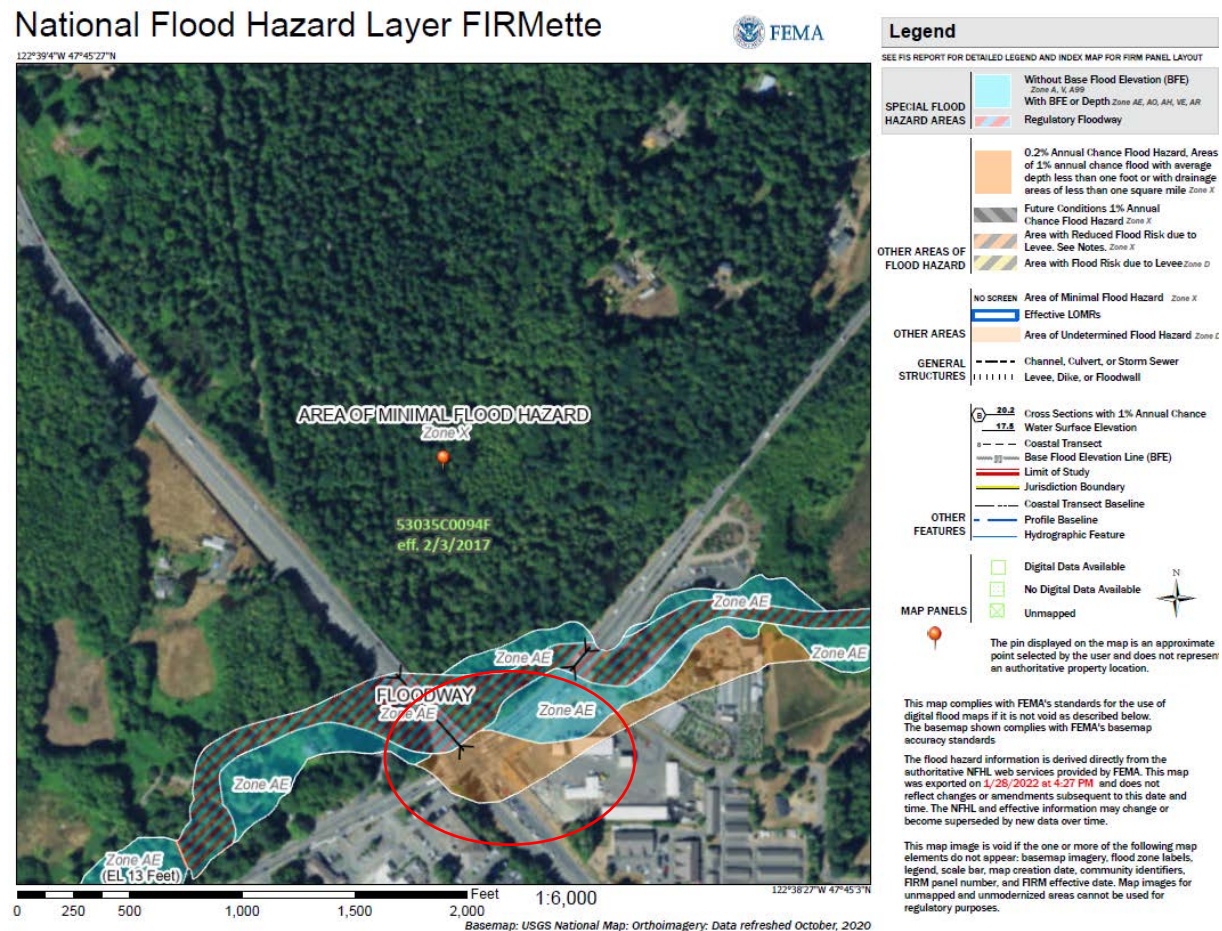 National Flood Hazard Layer FIRMette
FEMA
122°39'4"W 47°45'27"N
AREA OF MINIMAL FLOOD HAZARD
Zone X
53035C0094F
eff. 2/3/2017
Zone AE
Zone AE
Zone AE
FLOODWAY
Zone AE
Zone AE
Zone AE
Zone AE
(EL 13 Feet)
122°38'27"W 47°45'3"N
Feet
1:6,000
0 250 500 1,000 1,500 2,000
Basemap: USGS National Map: Orthoimagery: Data refreshed October, 2020
Legend
SEE FIS REPORT FOR DETAILED LEGEND AND INDEX MAP FOR FIRM PANEL LAYOUT
SPECIAL FLOOD
HAZARD AREAS
Without Base Flood Elevation (BFE)
Zone A, V, A99
With BFE or Depth Zone AE, AO, AH, VE, AR
Regulatory Floodway
0.2% Annual Chance Flood Hazard, Areas
of 1% annual chance flood with average
depth less than one foot or with drainage
areas of less than one square mile Zone X
Future Conditions 1% Annual
Chance Flood Hazard Zone X
Area with Reduced Flood Risk due to
Levee. See Notes. Zone X
Area with Flood Risk due to Levee Zone D
OTHER AREAS OF
FLOOD HAZARD
NO SCREEN Area of Minimal Flood Hazard Zone X
Effective LOMRs
OTHER AREAS
Area of Undetermined Flood Hazard Zone D
GENERAL
STRUCTURES
Channel, Culvert, or Storm Sewer
Levee, Dike, or Floodwall
B 20.2 Cross Sections with 1% Annual Chance
17.5 Water Surface Elevation
8 Coastal Transect
Base Flood Elevation Line (BFE)
Limit of Study
Jurisdiction Boundary
Coastal Transect Baseline
OTHER
FEATURES
Profile Baseline
Hydrographic Feature
Digital Data Available
No Digital Data Available
Unmapped
MAP PANELS
N
The pin displayed on the map is an approximate
point selected by the user and does not represent
an authoritative property location.
This map complies with FEMA's standards for the use of
digital flood maps if it is not void as described below.
The basemap shown complies with FEMA's basemap
accuracy standards
The flood hazard information is derived directly from the
authoritative NFHL web services provided by FEMA. This map
was exported on 1/28/2022 at 4:27 PM and does not
reflect changes or amendments subsequent to this date and
time. The NFHL and effective information may change or
become superseded by new data over time.
This map image is void if the one or more of the following map
elements do not appear: basemap imagery, flood zone labels,
legend, scale bar, map creation date, community identifiers,
FIRM panel number, and FIRM effective date. Map images for
unmapped and unmodernized areas cannot be used for
regulatory purposes.